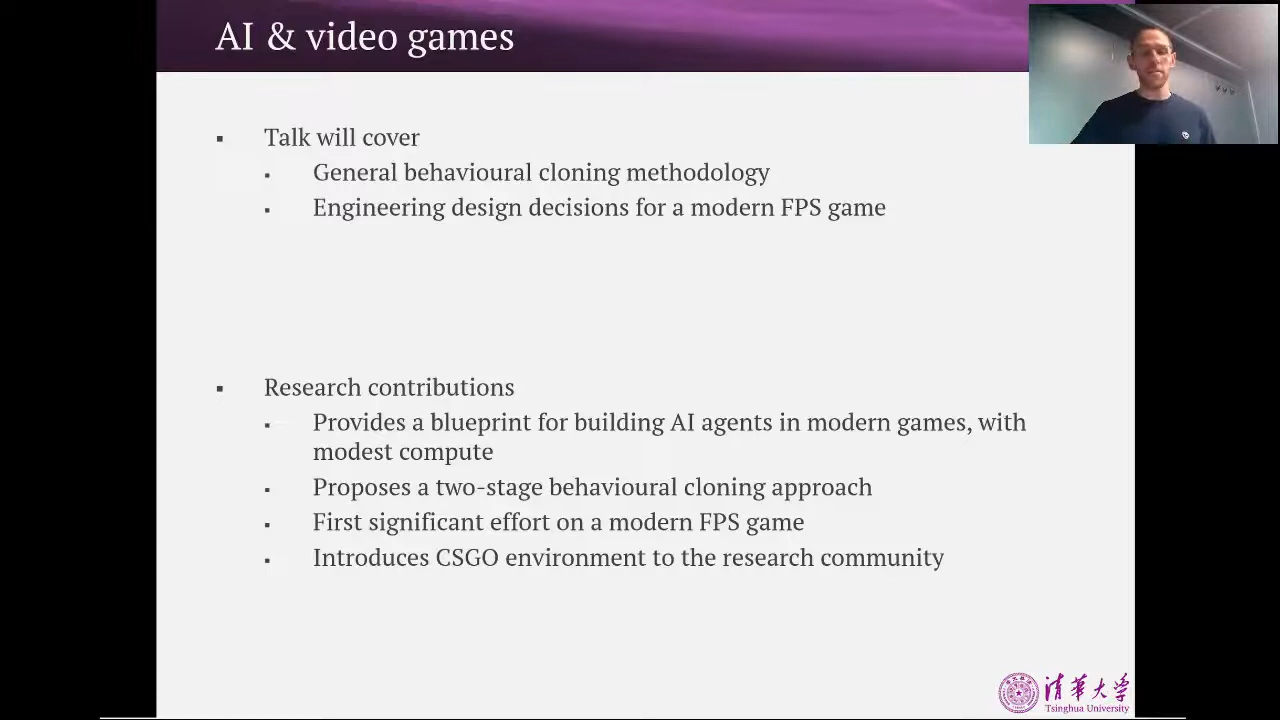 AI & video games
Talk will cover
General behavioural cloning methodology
Engineering design decisions for a modern FPS game
Research contributions
Provides a blueprint for building AI agents in modern games, with
modest compute
Proposes a two-stage behavioural cloning approach
First significant effort on a modern FPS game
Introduces CSGO environment to the research community
清华大学
Tsinghua University